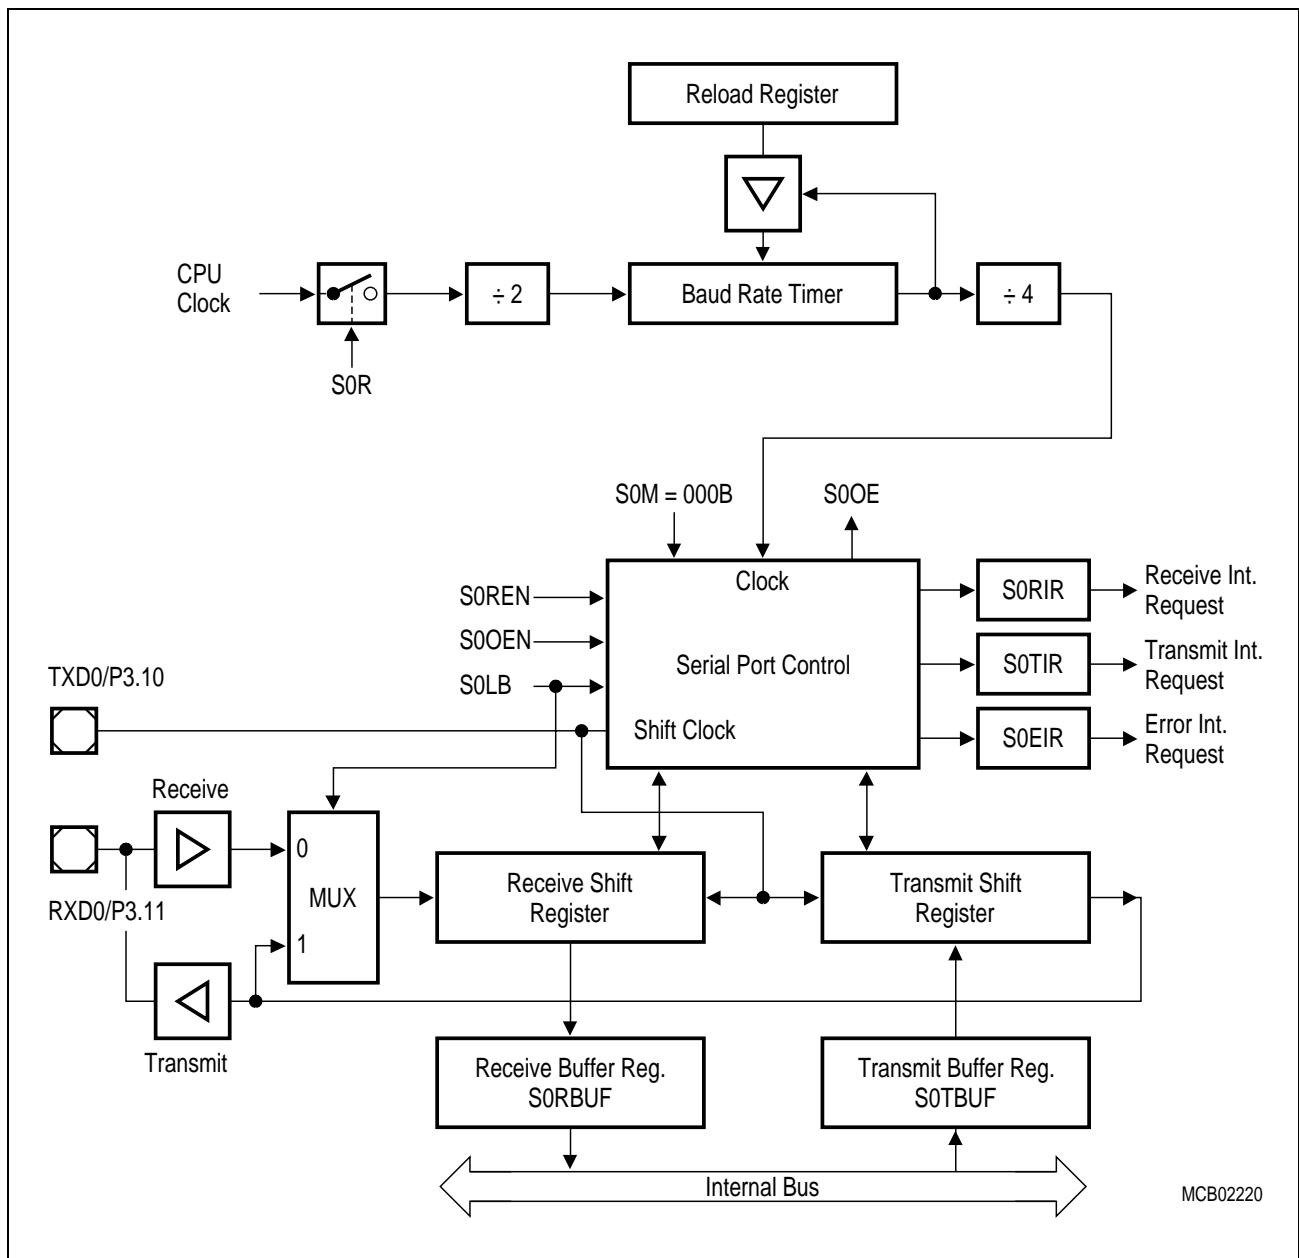 Reload Register
CPU
Clock
÷ 2
Baud Rate Timer
÷ 4
S0R
S0M = 000B
S0OE
Clock
S0REN
S0OEN
S0LB
Serial Port Control
Shift Clock
S0RIR
Receive Int.
Request
S0TIR
Transmit Int.
Request
S0EIR
Error Int.
Request
TXD0/P3.10
Receive
RXD0/P3.11
0
MUX
1
Transmit
Receive Shift
Register
Transmit Shift
Register
Receive Buffer Reg.
S0RBUF
Transmit Buffer Reg.
S0TBUF
Internal Bus
MCB02220